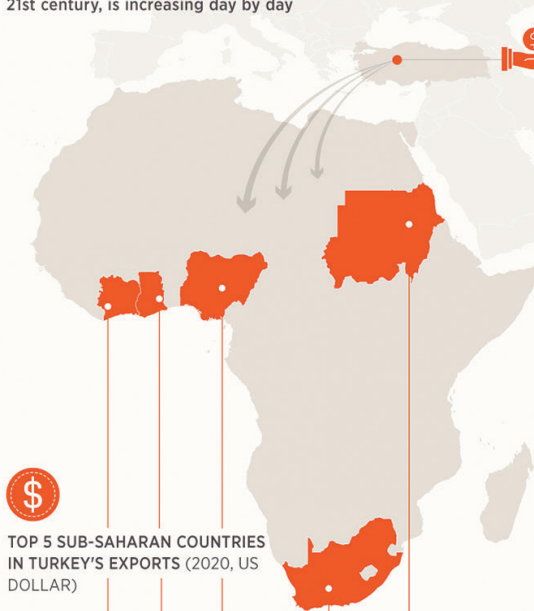 21st century, is increasing day by day
$
$
TOP 5 SUB-SAHARAN COUNTRIES
IN TURKEY'S EXPORTS (2020, US
DOLLAR)